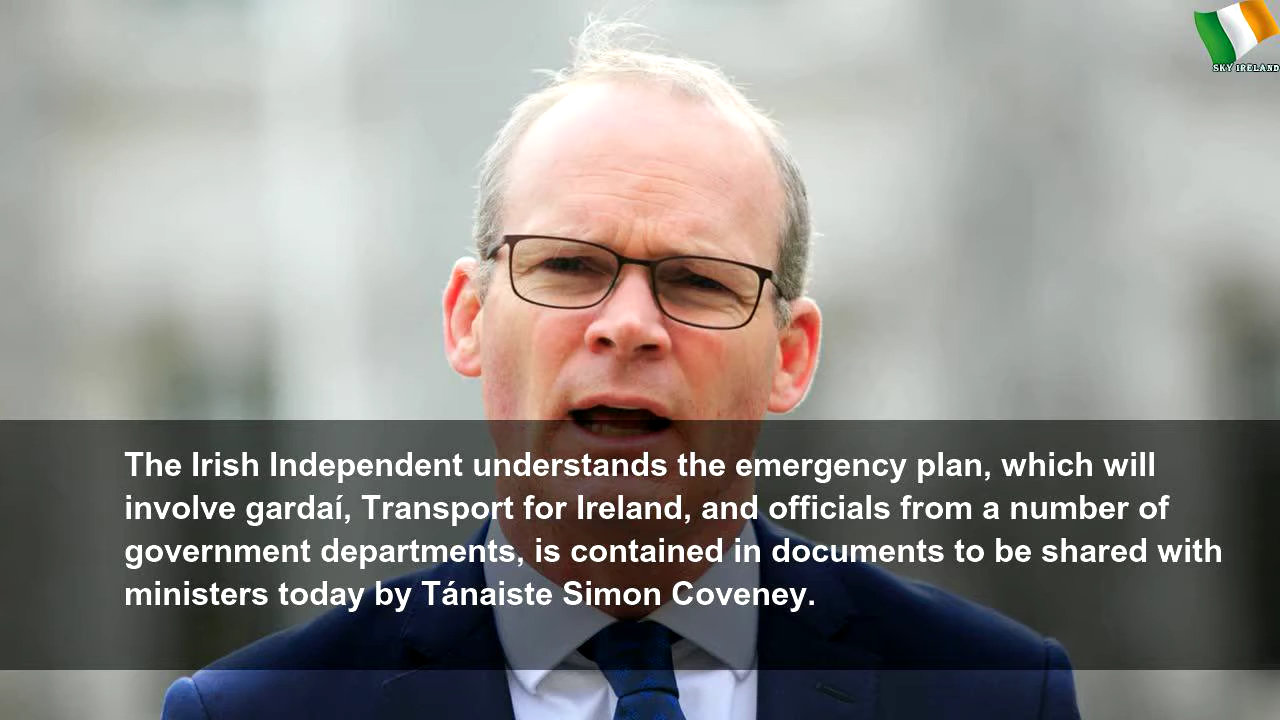 SKY IRELAND
The Irish Independent understands the emergency plan, which will
involve gardaí, Transport for Ireland, and officials from a number of
government departments, is contained in documents to be shared with
ministers today by Tánaiste Simon Coveney.